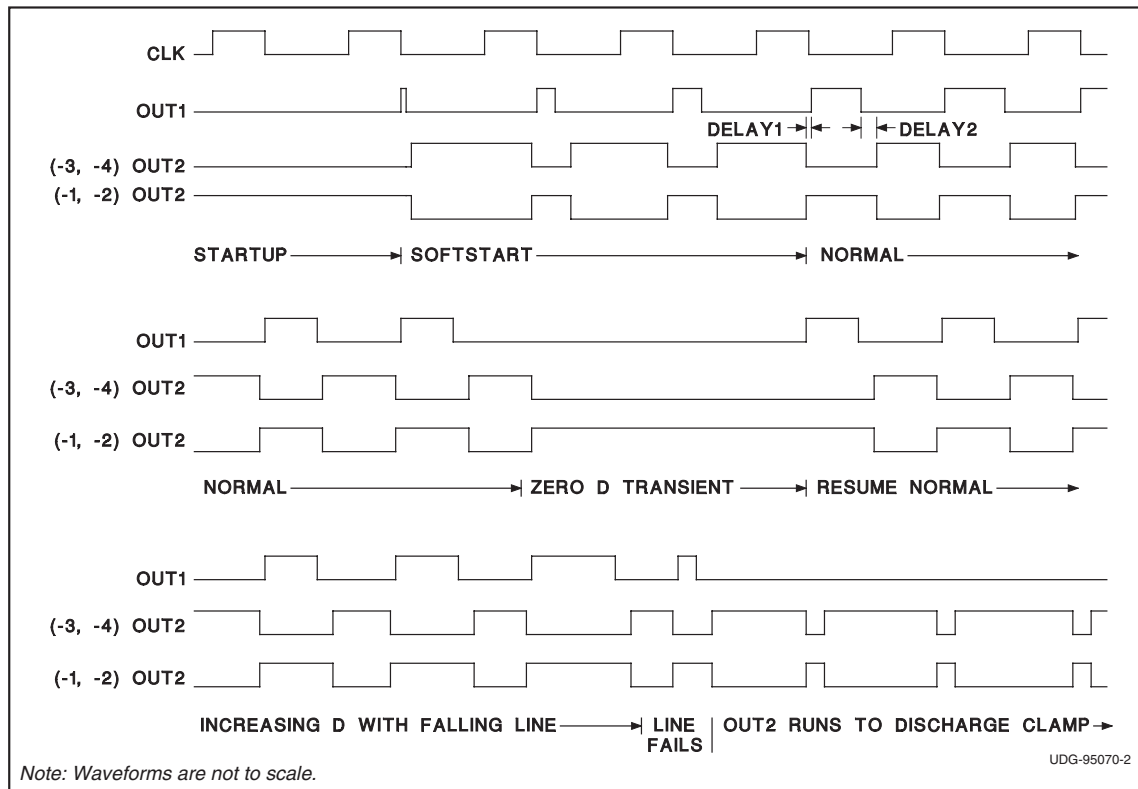 CLK
OUT1
DELAY1 DELAY2
(-3, -4) OUT2
(-1, -2) OUT2
STARTUP SOFTSTART NORMAL
OUT1
(-3, -4) OUT2
(-1, -2) OUT2
NORMAL ZERO D TRANSIENT RESUME NORMAL
OUT1
(-3, -4) OUT2
(-1, -2) OUT2
INCREASING D WITH FALLING LINE LINE OUT2 RUNS TO DISCHARGE CLAMP
FAILS
UDG-95070-2
Note: Waveforms are not to scale.